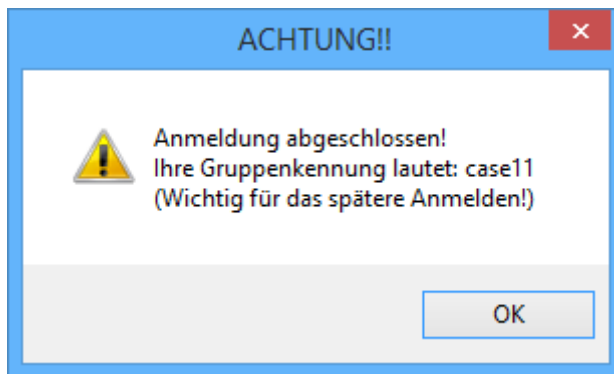 ACHTUNG!!
Anmeldung abgeschlossen!
Ihre Gruppenkennung lautet: case11
(Wichtig für das spätere Anmelden!)
OK